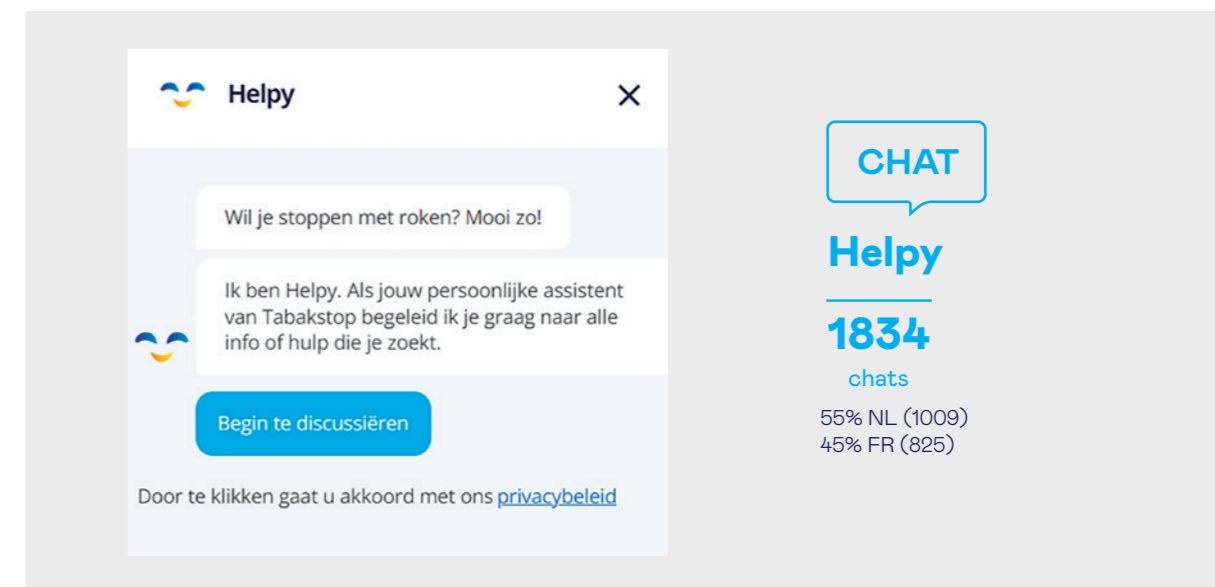 Helpy
Wil je stoppen met roken? Mooi zo!
Ik ben Helpy. Als jouw persoonlijke assistent
van Tabakstop begeleid ik je graag naar alle
info of hulp die je zoekt.
Begin te discussiëren
Door te klikken gaat u akkoord met ons privacybeleid
CHAT
Helpy
1834
chats
55% NL (1009)
45% FR (825)